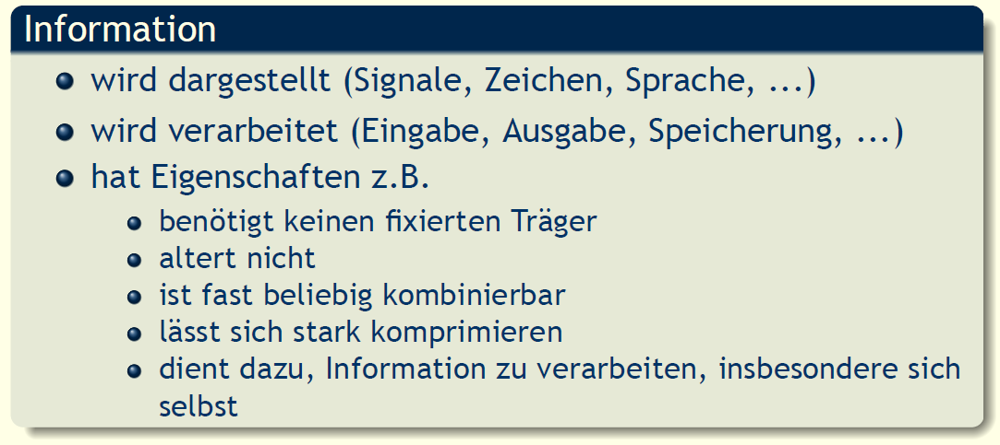 Information
wird dargestellt (Signale, Zeichen, Sprache, ...)
wird verarbeitet (Eingabe, Ausgabe, Speicherung, ...)
hat Eigenschaften z.B.
benötigt keinen fixierten Träger
altert nicht
ist fast beliebig kombinierbar
lässt sich stark komprimieren
dient dazu, Information zu verarbeiten, insbesondere sich
selbst